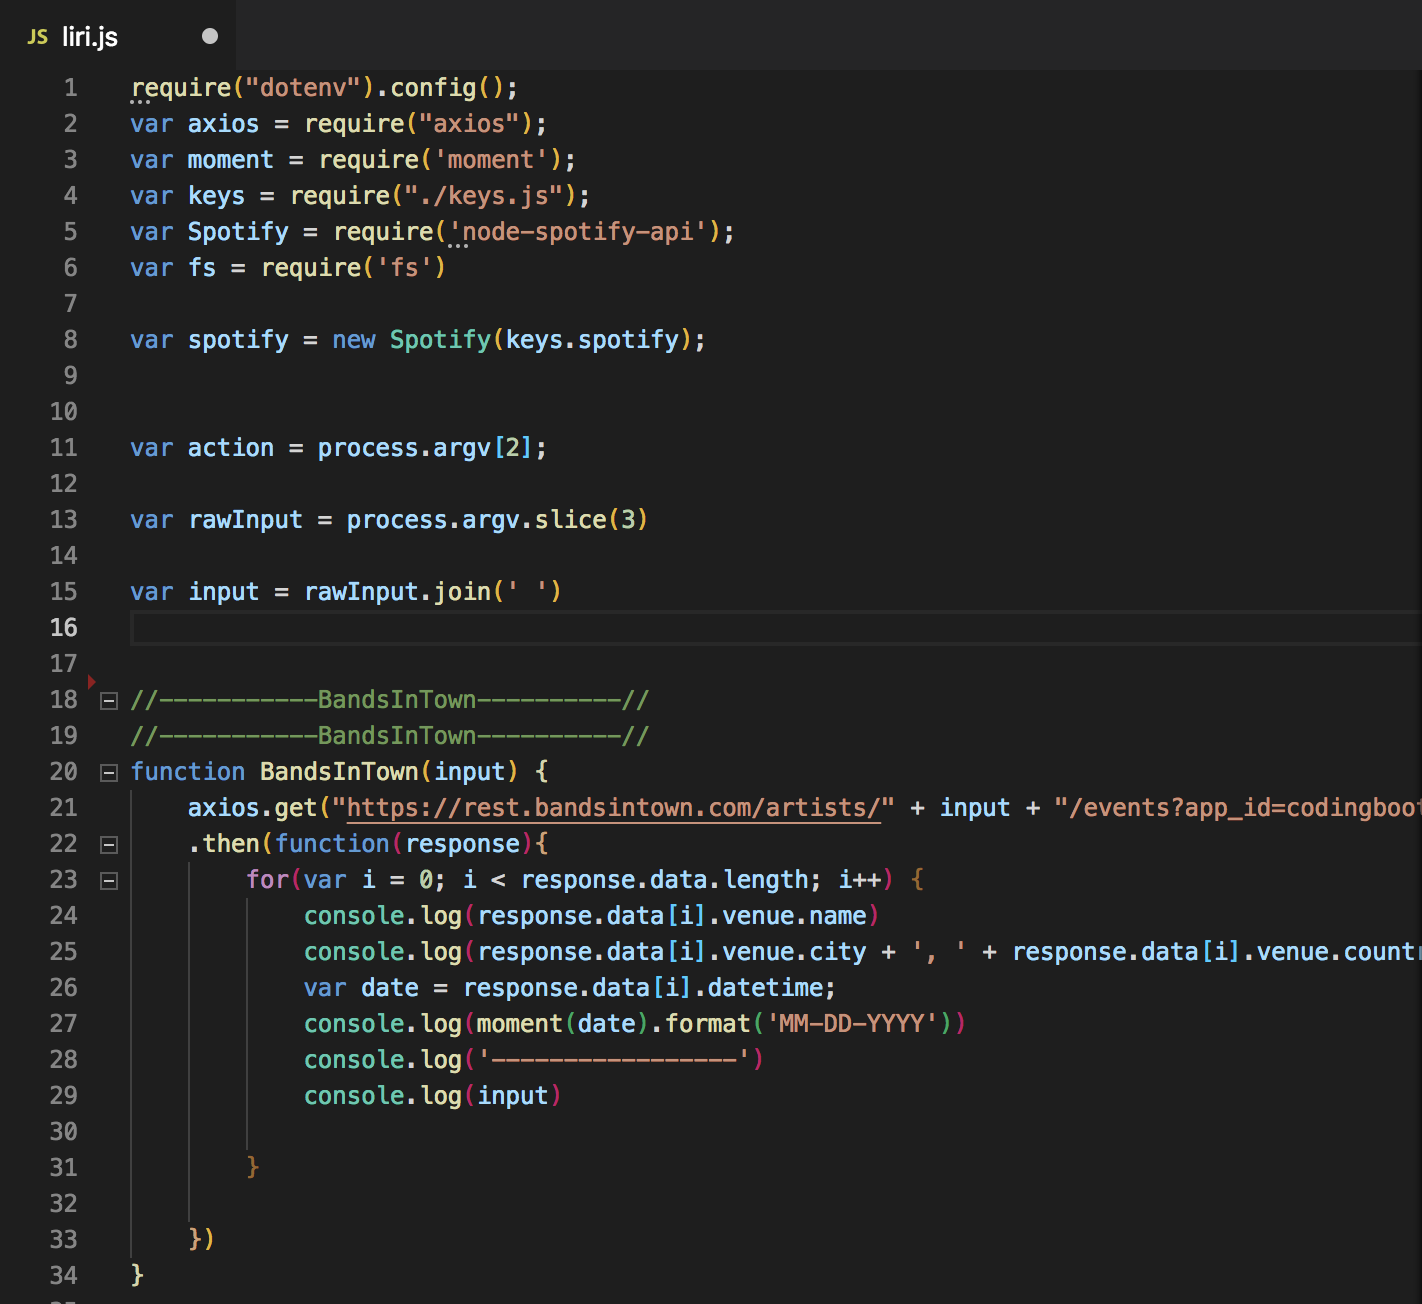 JS liri.js
1 require("dotenv").config();
2 var axios = require("axios");
3 var moment = require('moment');
4 var keys = require("./keys.js");
5 var Spotify = require('node-spotify-api');
6 var fs = require('fs')
7
8 var spotify = new Spotify(keys.spotify);
9
10
11 var action = process.argv[2];
12
13 var rawInput = process.argv.slice(3)
14
15 var input = rawInput.join(' ')
16
17
18 //-----------BandsInTown----------//
19 //-----------BandsInTown----------//
20 function BandsInTown(input) {
21     axios.get("https://rest.bandsintown.com/artists/" + input + "/events?app_id=codingboot
22     .then(function(response){
23         for(var i = 0; i < response.data.length; i++) {
24             console.log(response.data[i].venue.name)
25             console.log(response.data[i].venue.city + ', ' + response.data[i].venue.countr
26             var date = response.data[i].datetime;
27             console.log(moment(date).format('MM-DD-YYYY'))
28             console.log('-----------------')
29             console.log(input)
30
31         }
32
33     })
34 }